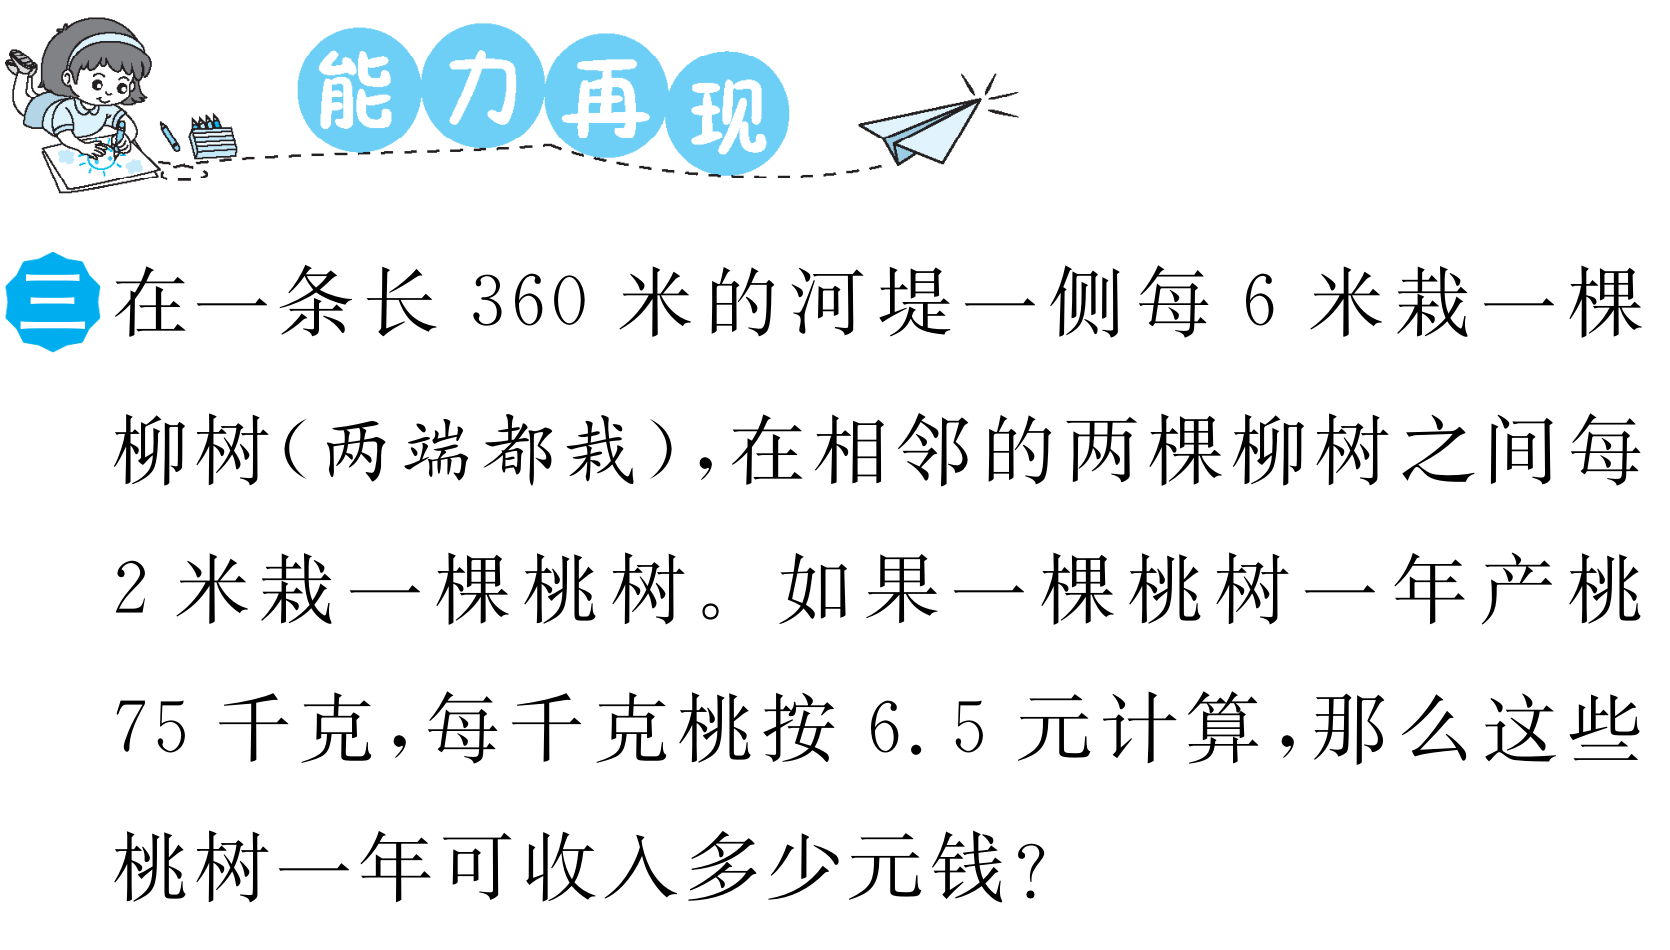 能力再现
三 在一条长 360 米的河堤一侧每 6 米栽一棵
柳树(两端都栽),在相邻的两棵柳树之间每
2 米栽一棵桃树。如果一棵桃树一年产桃
75 千克,每千克桃按 6.5 元计算,那么这些
桃树一年可收入多少元钱?